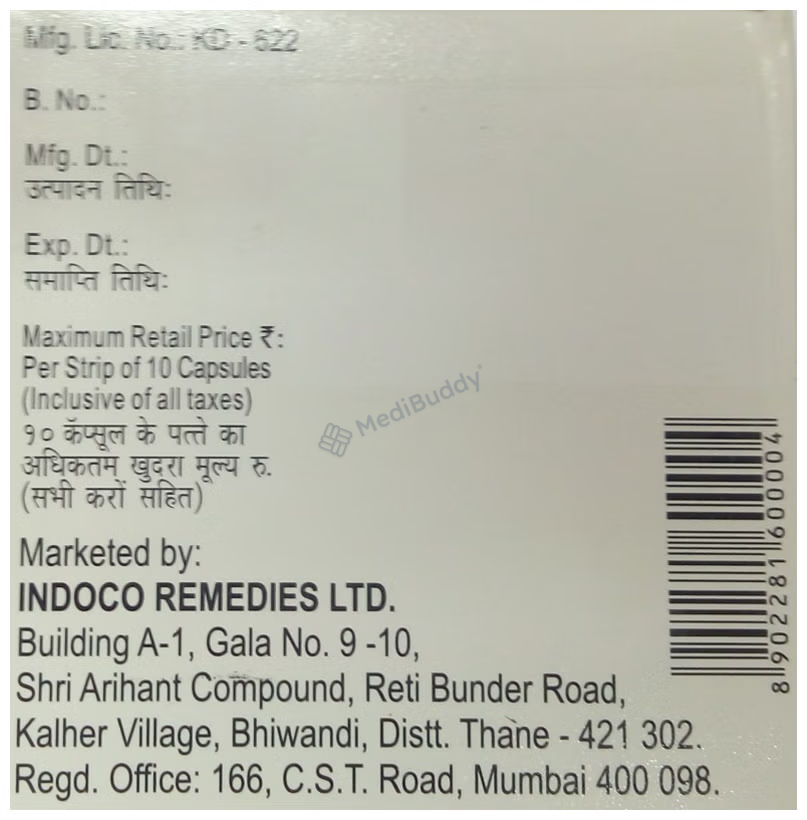 Mfg. Lic. No.: KD - 622
B. No.:
Mfg. Dt.:
उत्पादन तिथि:
Exp. Dt.:
समाप्ति तिथि:
Maximum Retail Price ₹:
Per Strip of 10 Capsules
(Inclusive of all taxes)
१० कॅप्सूल के पत्ते का
अधिकतम खुदरा मूल्य रु.
(सभी करों सहित)
MediBuddy
Marketed by:
INDOCO REMEDIES LTD.
Building A-1, Gala No. 9 -10,
Shri Arihant Compound, Reti Bunder Road,
Kalher Village, Bhiwandi, Distt. Thane - 421 302.
Regd. Office: 166, C.S.T. Road, Mumbai 400 098.
8902281600004